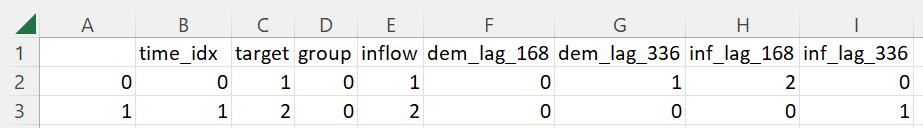 A B C D E F G H I
1 time_idx target group inflow dem_lag_168 dem_lag_336 inf_lag_168 inf_lag_336
2 0 0 1 0 1 0 1 2 0
3 1 1 2 0 2 0 0 0 1